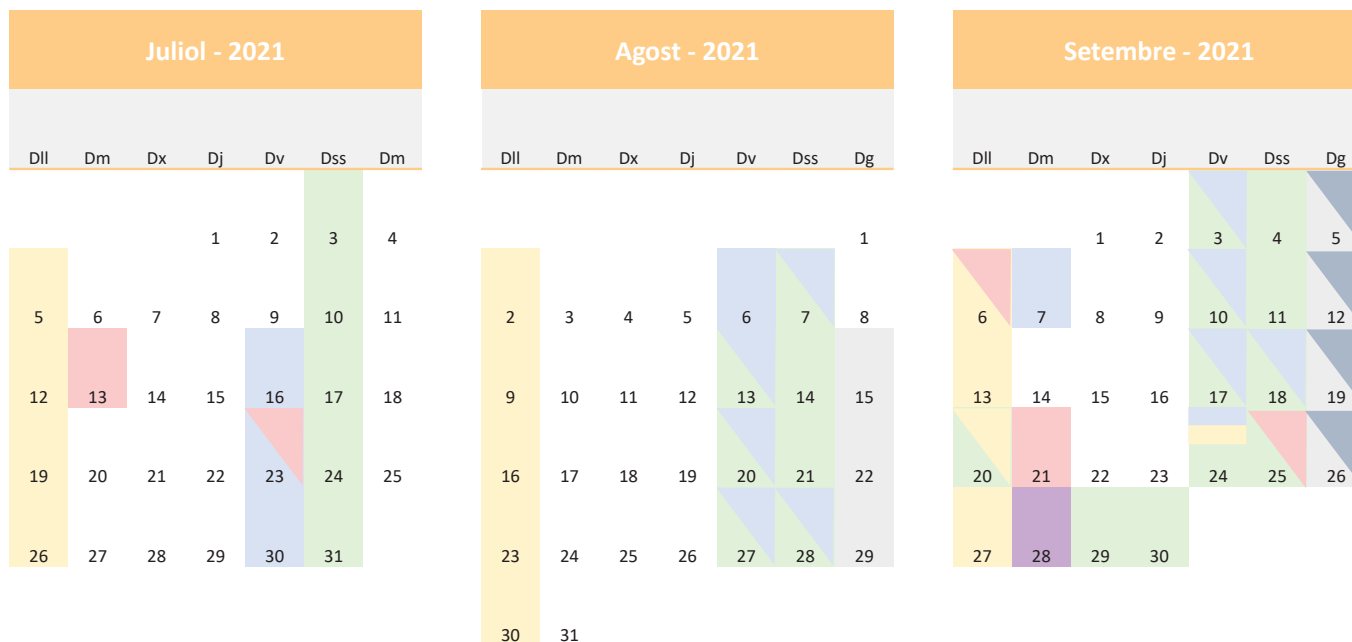 Juliol - 2021
Dll Dm Dx Dj Dv Dss Dm
1 2 3 4
5 6 7 8 9 10 11
12 13 14 15 16 17 18
19 20 21 22 23 24 25
26 27 28 29 30 31
Agost - 2021
Dll Dm Dx Dj Dv Dss Dg
1
2 3 4 5 6 7 8
9 10 11 12 13 14 15
16 17 18 19 20 21 22
23 24 25 26 27 28 29
30 31
Setembre - 2021
Dll Dm Dx Dj Dv Dss Dg
1 2 3 4 5
6 7 8 9 10 11 12
13 14 15 16 17 18 19
20 21 22 23 24 25 26
27 28 29 30